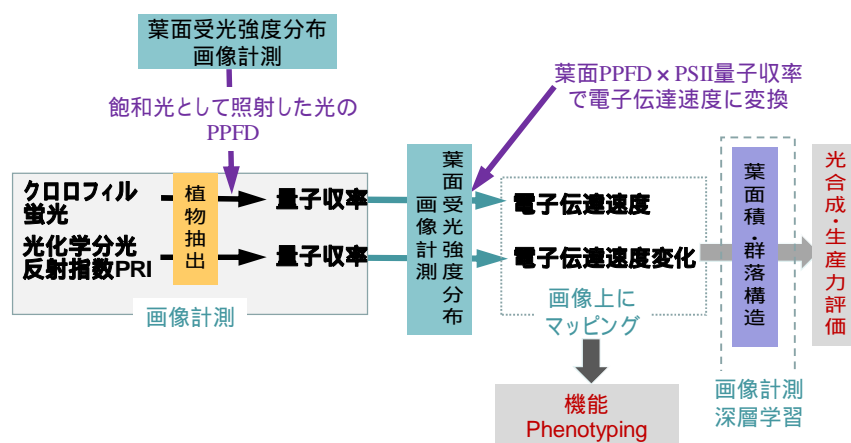 葉面受光強度分布
画像計測
飽和光として照射した光の
PPFD
葉面PPFD×PSII量子収率
で電子伝達速度に変換
クロロフィル
蛍光
光化学分光
反射指数PRI
植物抽出
量子収率
量子収率
画像計測
葉面受光強度分布
画像計測
電子伝達速度
電子伝達速度変化
画像上に
マッピング
機能
Phenotyping
葉面積・群落構造
画像計測
深層学習
光合成・生産力評価